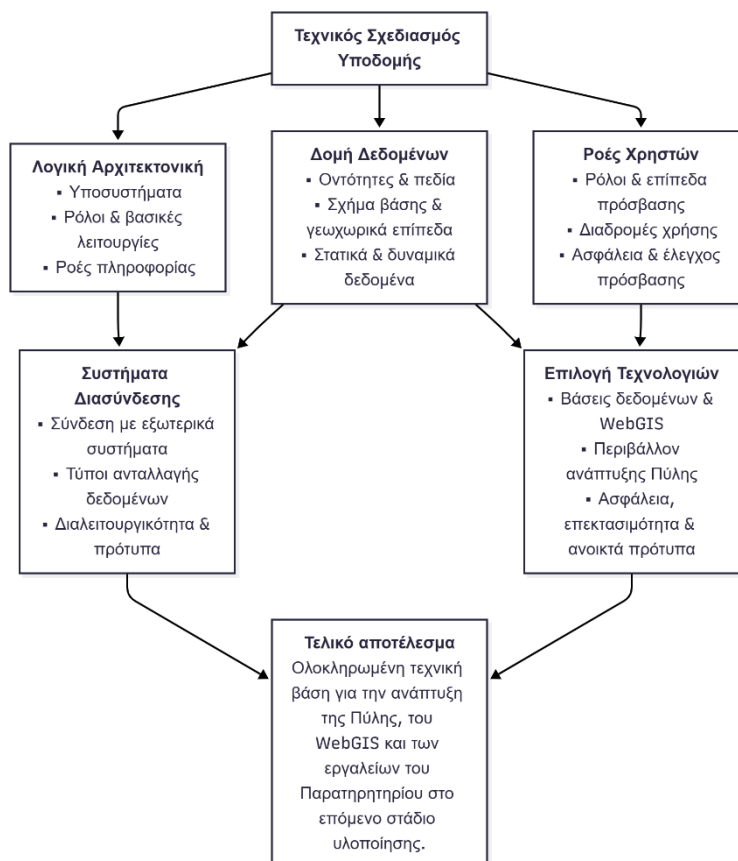 Τεχνικός Σχεδιασμός
Υποδομής
Λογική Αρχιτεκτονική
▪ Υποσυστήματα
▪ Ρόλοι & βασικές
λειτουργίες
▪ Ροές πληροφορίας
Δομή Δεδομένων
▪ Οντότητες & πεδία
▪ Σχήμα βάσης &
γεωχωρικά επίπεδα
▪ Στατικά & δυναμικά
δεδομένα
Ροές Χρηστών
▪ Ρόλοι & επίπεδα
πρόσβασης
▪ Διαδρομές χρήσης
▪ Ασφάλεια & έλεγχος
πρόσβασης
Συστήματα
Διασύνδεσης
▪ Σύνδεση με εξωτερικά
συστήματα
▪ Τύποι ανταλλαγής
δεδομένων
▪ Διαλειτουργικότητα &
πρότυπα
Επιλογή Τεχνολογιών
▪ Βάσεις δεδομένων &
WebGIS
▪ Περιβάλλον
ανάπτυξης Πύλης
▪ Ασφάλεια,
επεκτασιμότητα &
ανοικτά πρότυπα
Τελικό αποτέλεσμα
Ολοκληρωμένη τεχνική
βάση για την ανάπτυξη
της Πύλης, του
WebGIS και των
εργαλείων του
Παρατηρητηρίου στο
επόμενο στάδιο
υλοποίησης.